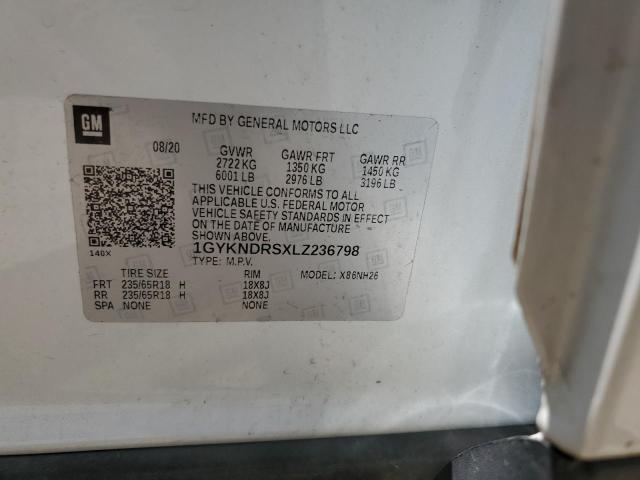 GM
MFD BY GENERAL MOTORS LLC
08/20 GVWR GAWR FRT GAWR RR
2722 KG 1350 KG 1450 KG
6001 LB 2976 LB 3196 LB
THIS VEHICLE CONFORMS TO ALL
APPLICABLE U.S. FEDERAL MOTOR
VEHICLE SAFETY STANDARDS IN EFFECT
ON THE DATE OF MANUFACTURE
SHOWN ABOVE.
140X 1GYKNDRSXLZ236798
TYPE: M.P.V. MODEL: X86NH26
TIRE SIZE RIM
FRT 235/65R18 H 18X8J
RR 235/65R18 H 18X8J
SPA NONE NONE